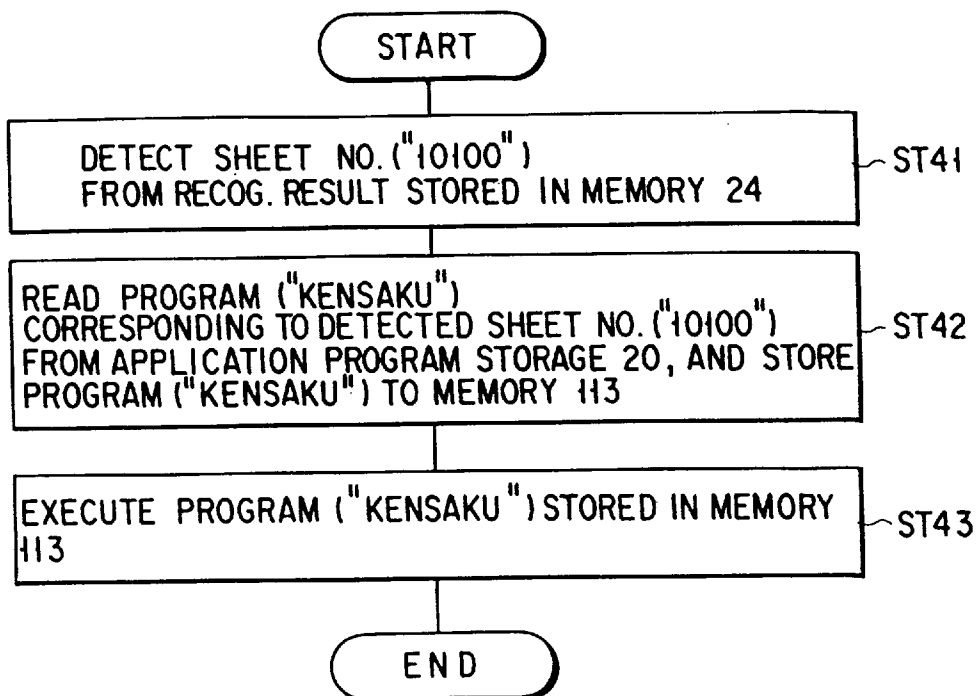 START
DETECT SHEET NO. ("10100")
FROM RECOG. RESULT STORED IN MEMORY 24
ST41
READ PROGRAM ("KENSAKU")
CORRESPONDING TO DETECTED SHEET NO. ("10100")
FROM APPLICATION PROGRAM STORAGE 20, AND STORE
PROGRAM ("KENSAKU") TO MEMORY 113
ST42
EXECUTE PROGRAM ("KENSAKU") STORED IN MEMORY
113
ST43
END